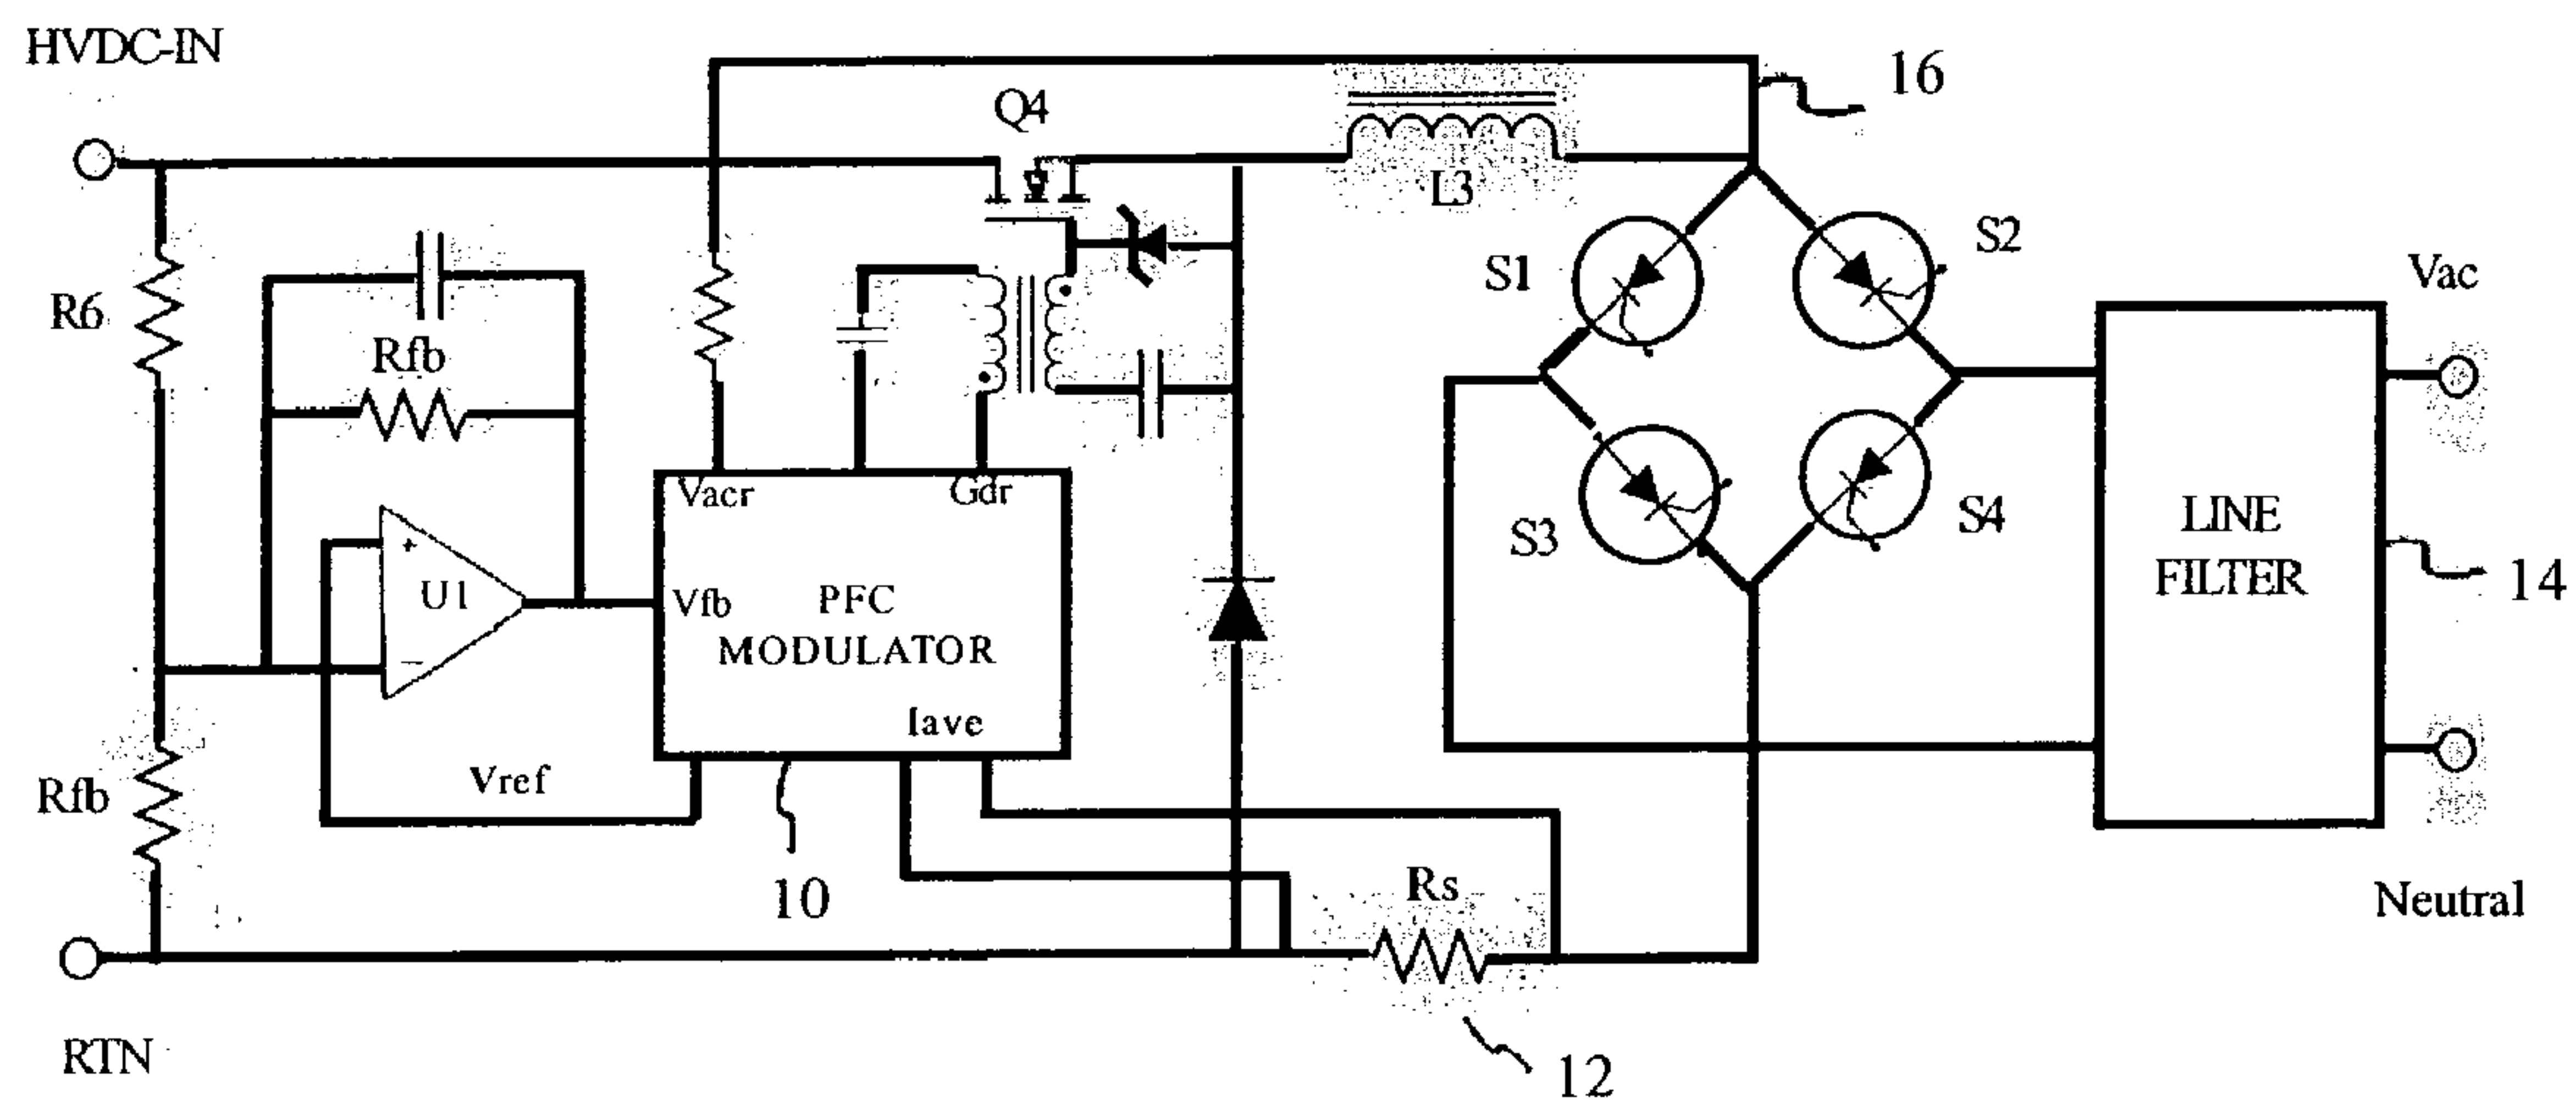 HVDC-IN
16
Q4
L3
S1
S2
Vac
R6
Rfb
Vacr
Gdr
S3
S4
LINE
FILTER
14
+
U1
−
Vfb
PFC
MODULATOR
Iave
Rfb
Vref
10
Rs
Neutral
RTN
12